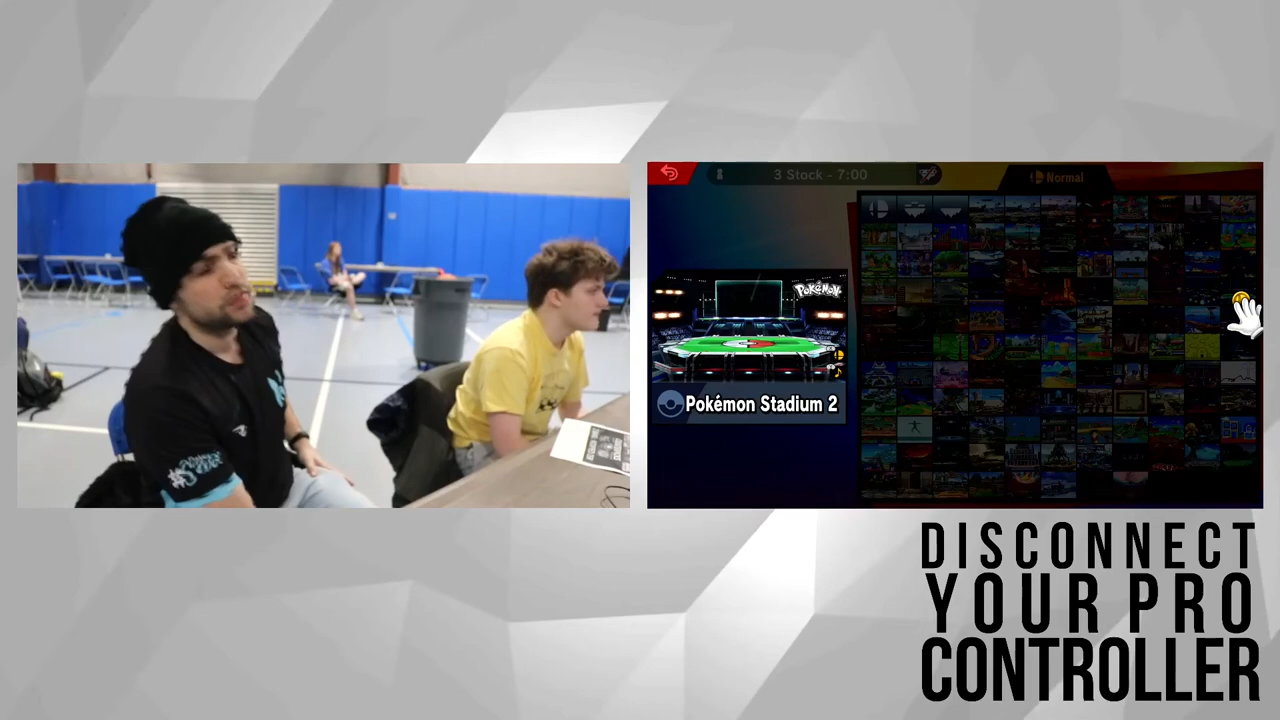 3 Stock - 7:00
Normal
POKéMON
Pokémon Stadium 2
DISCONNECT
YOUR PRO
CONTROLLER